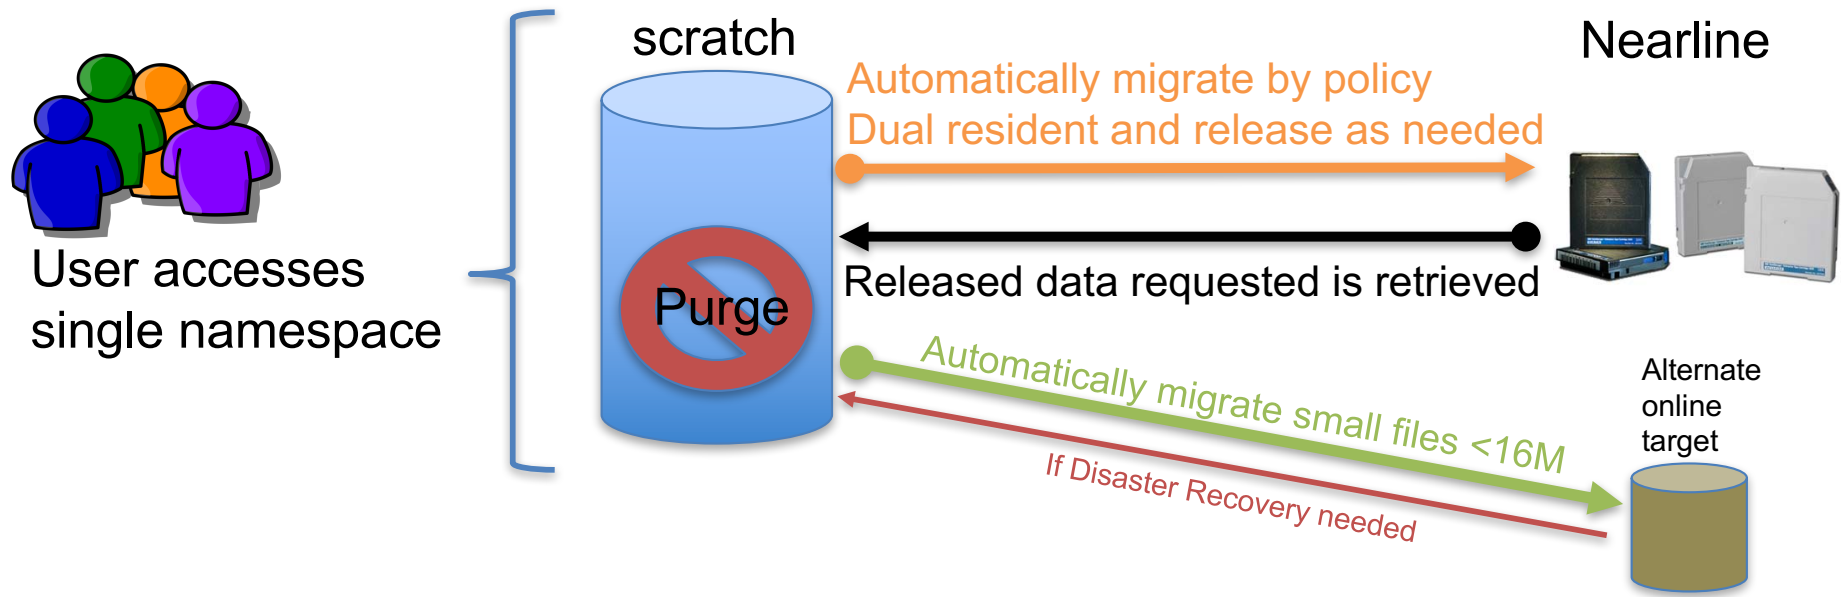 scratch
Nearline
Automatically migrate by policy
Dual resident and release as needed
User accesses
single namespace
Released data requested is retrieved
Purge
Automatically migrate small files <16M
If Disaster Recovery needed
Alternate
online
target